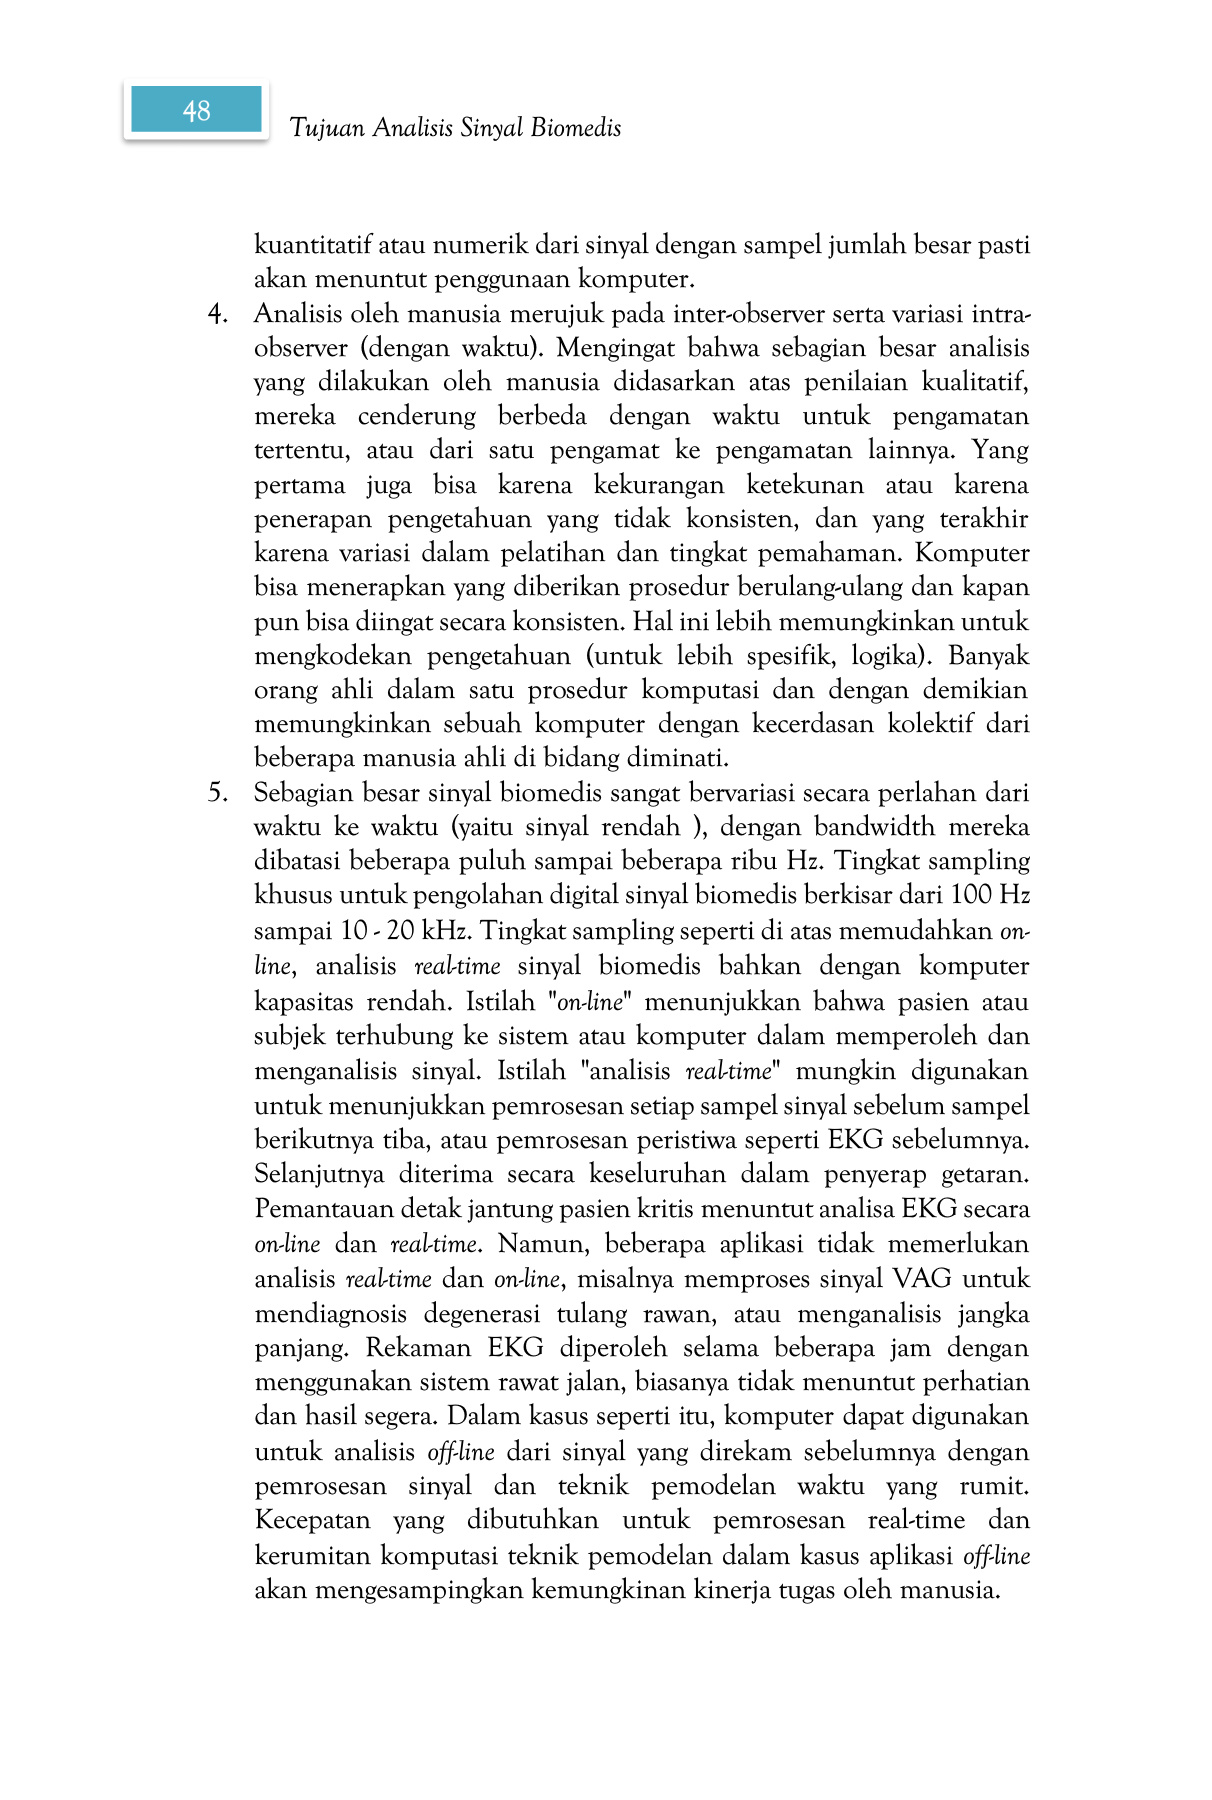 48
Tujuan Analisis Sinyal Biomedis
kuantitatif atau numerik dari sinyal dengan sampel jumlah besar pasti
akan menuntut penggunaan komputer.
4. Analisis oleh manusia merujuk pada inter-observer serta variasi intra-
observer (dengan waktu). Mengingat bahwa sebagian besar analisis
yang dilakukan oleh manusia didasarkan atas penilaian kualitatif,
mereka cenderung berbeda dengan waktu untuk pengamatan
tertentu, atau dari satu pengamat ke pengamatan lainnya. Yang
pertama juga bisa karena kekurangan ketekunan atau karena
penerapan pengetahuan yang tidak konsisten, dan yang terakhir
karena variasi dalam pelatihan dan tingkat pemahaman. Komputer
bisa menerapkan yang diberikan prosedur berulang-ulang dan kapan
pun bisa diingat secara konsisten. Hal ini lebih memungkinkan untuk
mengkodekan pengetahuan (untuk lebih spesifik, logika). Banyak
orang ahli dalam satu prosedur komputasi dan dengan demikian
memungkinkan sebuah komputer dengan kecerdasan kolektif dari
beberapa manusia ahli di bidang diminati.
5. Sebagian besar sinyal biomedis sangat bervariasi secara perlahan dari
waktu ke waktu (yaitu sinyal rendah ), dengan bandwidth mereka
dibatasi beberapa puluh sampai beberapa ribu Hz. Tingkat sampling
khusus untuk pengolahan digital sinyal biomedis berkisar dari 100 Hz
sampai 10 - 20 kHz. Tingkat sampling seperti di atas memudahkan on-
line, analisis real-time sinyal biomedis bahkan dengan komputer
kapasitas rendah. Istilah "on-line" menunjukkan bahwa pasien atau
subjek terhubung ke sistem atau komputer dalam memperoleh dan
menganalisis sinyal. Istilah "analisis real-time" mungkin digunakan
untuk menunjukkan pemrosesan setiap sampel sinyal sebelum sampel
berikutnya tiba, atau pemrosesan peristiwa seperti EKG sebelumnya.
Selanjutnya diterima secara keseluruhan dalam penyerap getaran.
Pemantauan detak jantung pasien kritis menuntut analisa EKG secara
on-line dan real-time. Namun, beberapa aplikasi tidak memerlukan
analisis real-time dan on-line, misalnya memproses sinyal VAG untuk
mendiagnosis degenerasi tulang rawan, atau menganalisis jangka
panjang. Rekaman EKG diperoleh selama beberapa jam dengan
menggunakan sistem rawat jalan, biasanya tidak menuntut perhatian
dan hasil segera. Dalam kasus seperti itu, komputer dapat digunakan
untuk analisis off-line dari sinyal yang direkam sebelumnya dengan
pemrosesan sinyal dan teknik pemodelan waktu yang rumit.
Kecepatan yang dibutuhkan untuk pemrosesan real-time dan
kerumitan komputasi teknik pemodelan dalam kasus aplikasi off-line
akan mengesampingkan kemungkinan kinerja tugas oleh manusia.